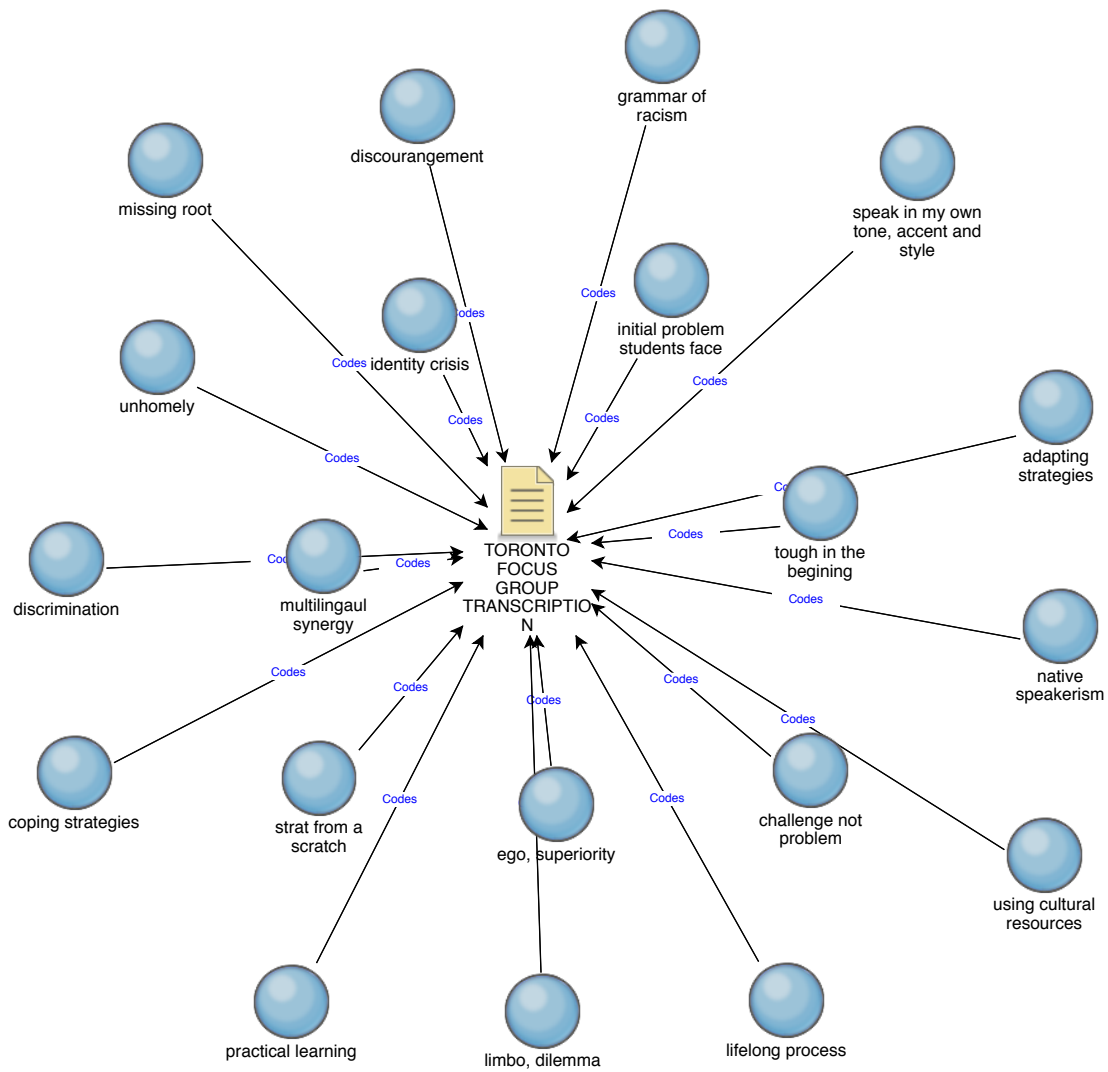 grammar of
racism
discourangement
missing root
speak in my own
tone, accent and
style
Codes
odes
initial problem
students face
Codes
identity crisis
Codes
unhomely
Codes
Codes
Codes
adapting
strategies
Codes
tough in the
begining
Codes
TORONTO
FOCUS
GROUP
TRANSCRIPTIO
N
discrimination
Codes
multilingaul
synergy
Codes
native
speakerism
Codes
Codes
Codes
Codes
Codes
coping strategies
strat from a
scratch
Codes
Codes
ego, superiority
challenge not
problem
using cultural
resources
practical learning
limbo, dilemma
lifelong process